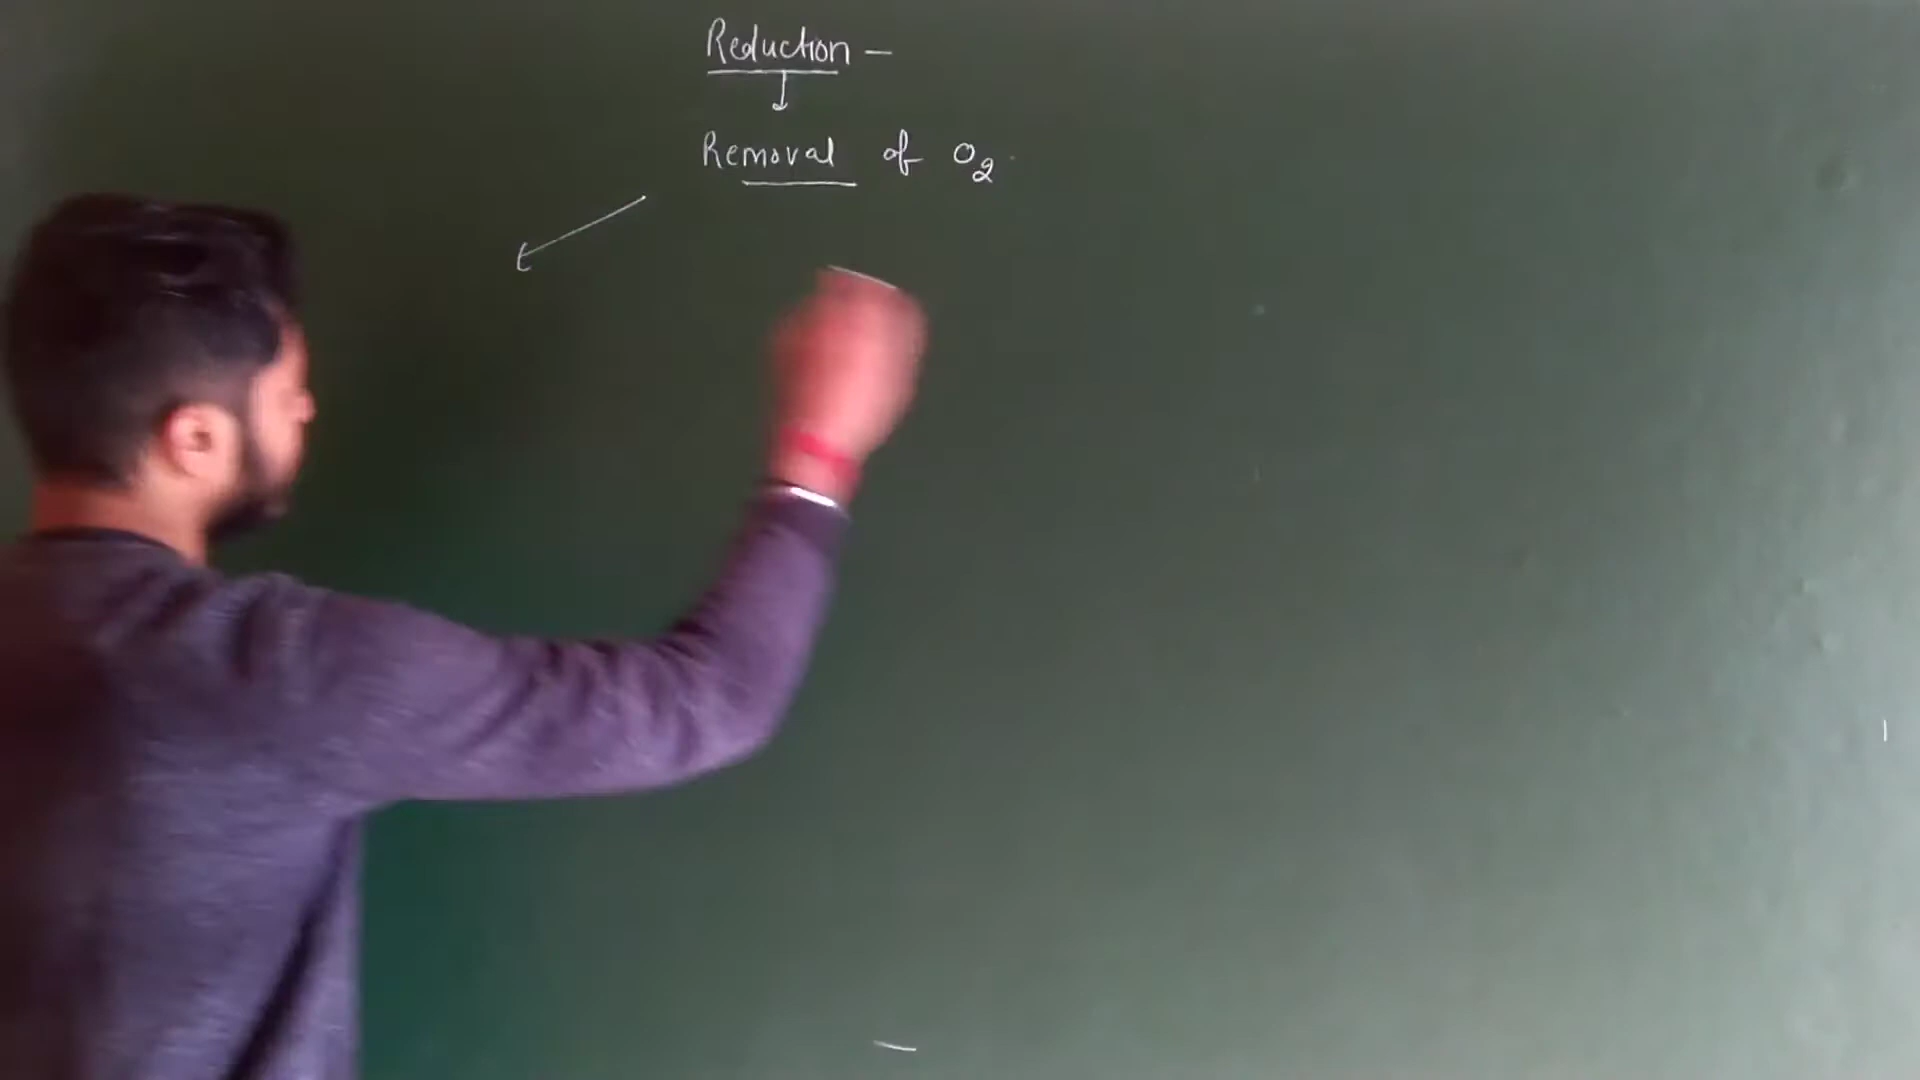 Reduction —
Removal of O₂